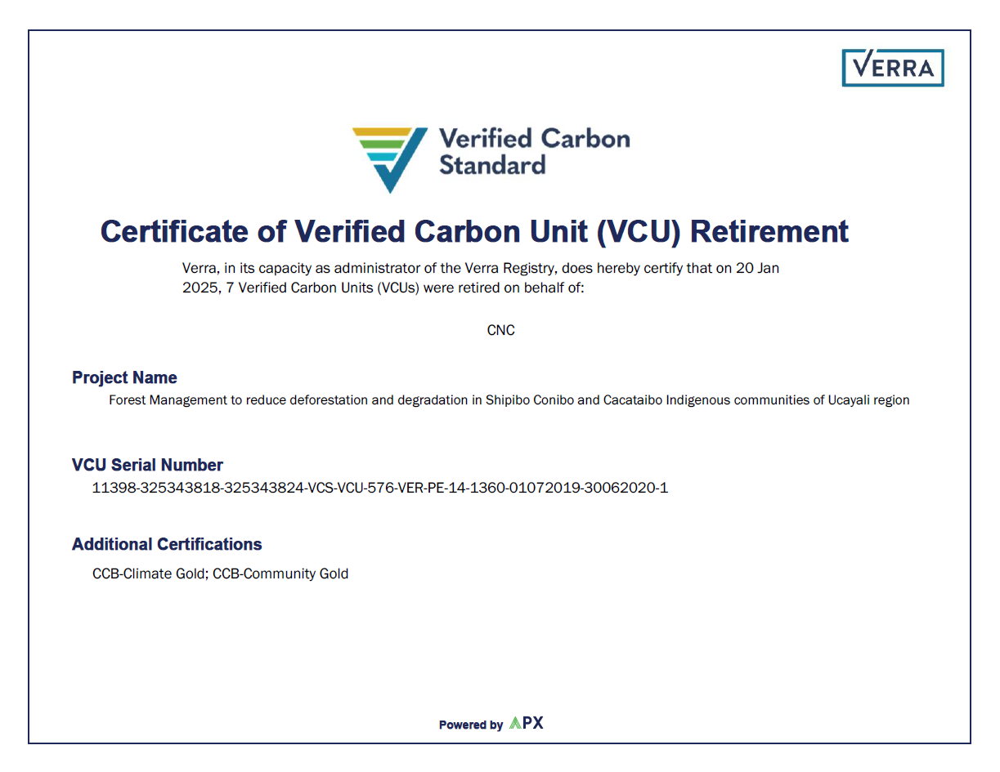 VERRA
Verified Carbon
Standard
Certificate of Verified Carbon Unit (VCU) Retirement
Verra, in its capacity as administrator of the Verra Registry, does hereby certify that on 20 Jan
2025, 7 Verified Carbon Units (VCUs) were retired on behalf of:
CNC
Project Name
Forest Management to reduce deforestation and degradation in Shipibo Conibo and Cacataibo Indigenous communities of Ucayali region
VCU Serial Number
11398-325343818-325343824-VCS-VCU-576-VER-PE-14-1360-01072019-30062020-1
Additional Certifications
CCB-Climate Gold; CCB-Community Gold
Powered by APX